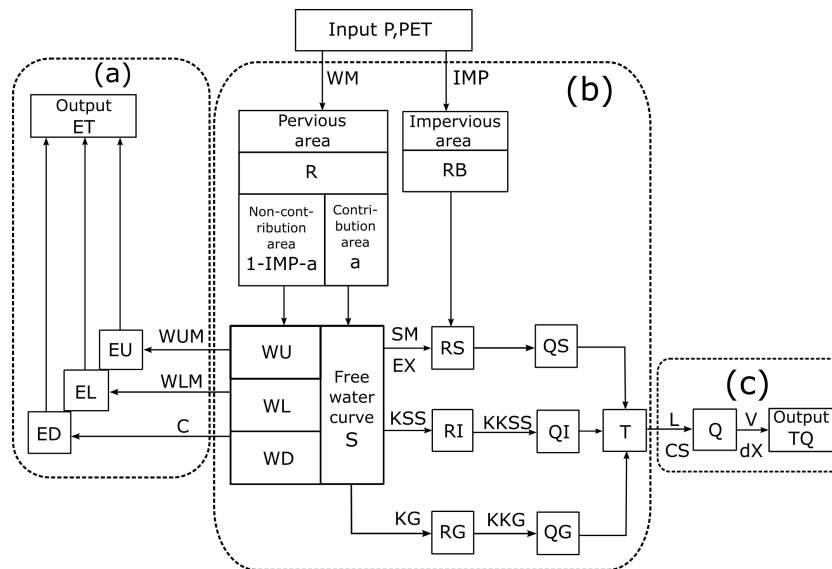 Input P,PET
(a)
WM
IMP
(b)
Output
ET
Pervious
area
Impervious
area
R
RB
Non-cont-
ribution
area
1-IMP-a
Contri-
bution
area
a
WUM
EU
WLM
EL
C
ED
WU
WL
WD
Free
water
curve
S
SM
EX
RS
QS
KSS
RI
KKSS
QI
T
KG
RG
KKG
QG
(c)
L
CS
Q
V
dX
Output
TQ